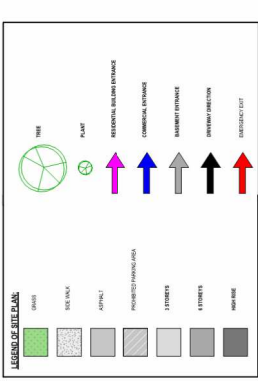 LEGEND OF SITE PLAN:
GRASS
SIDE WALK
ASPHALT
PROHIBITED PARKING AREA
3 STOREYS
6 STOREYS
HIGH RISE
TREE
PLANT
RESIDENTIAL BUILDING ENTRANCE
COMMERCIAL ENTRANCE
BASEMENT ENTRANCE
DRIVEWAY DIRECTION
EMERGENCY EXIT